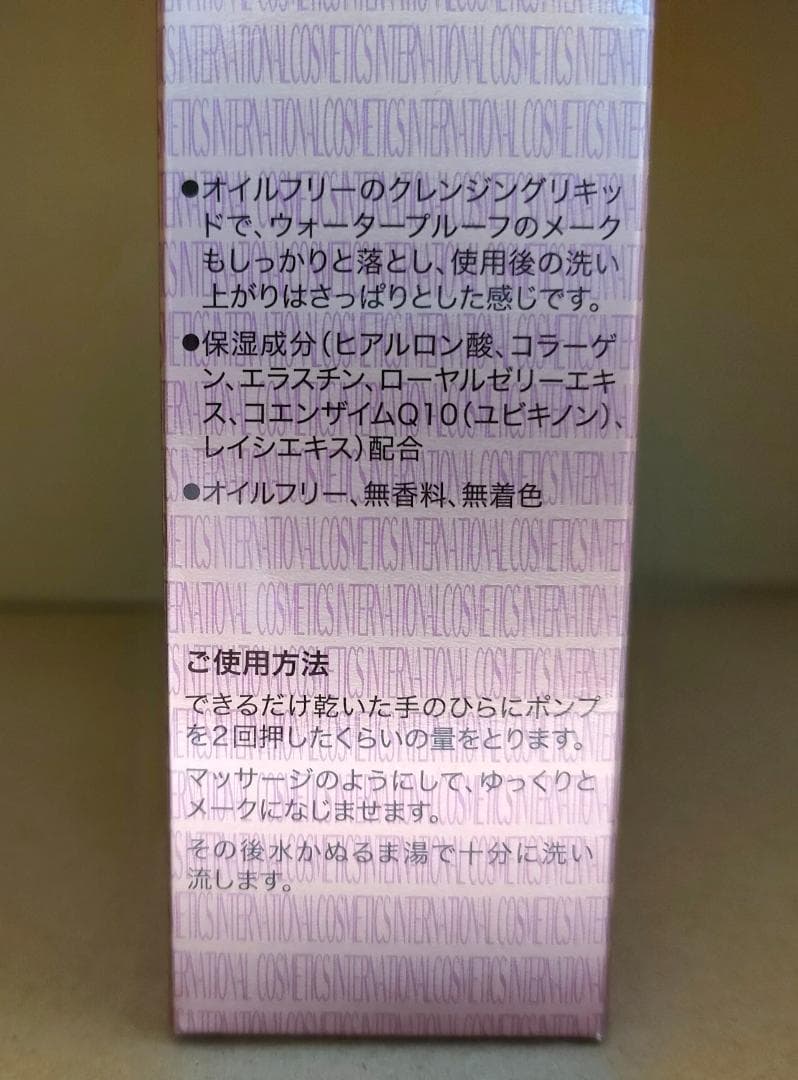 INTERNATIONAL COSMETICS INTERNATIONAL COSMETICS
●オイルフリーのクレンジングリキッ
ドで、ウォータープルーフのメーク
もしっかりと落とし、使用後の洗い
上がりはさっぱりとした感じです。
●保湿成分（ヒアルロン酸、コラーゲ
ン、エラスチン、ローヤルゼリーエキ
ス、コエンザイムQ10（ユビキノン）、
レイシエキス）配合
●オイルフリー、無香料、無着色
ご使用方法
できるだけ乾いた手のひらにポンプ
を2回押したくらいの量をとります。
マッサージのようにして、ゆっくりと
メークになじませます。
その後水かぬるま湯で十分に洗い
流します。